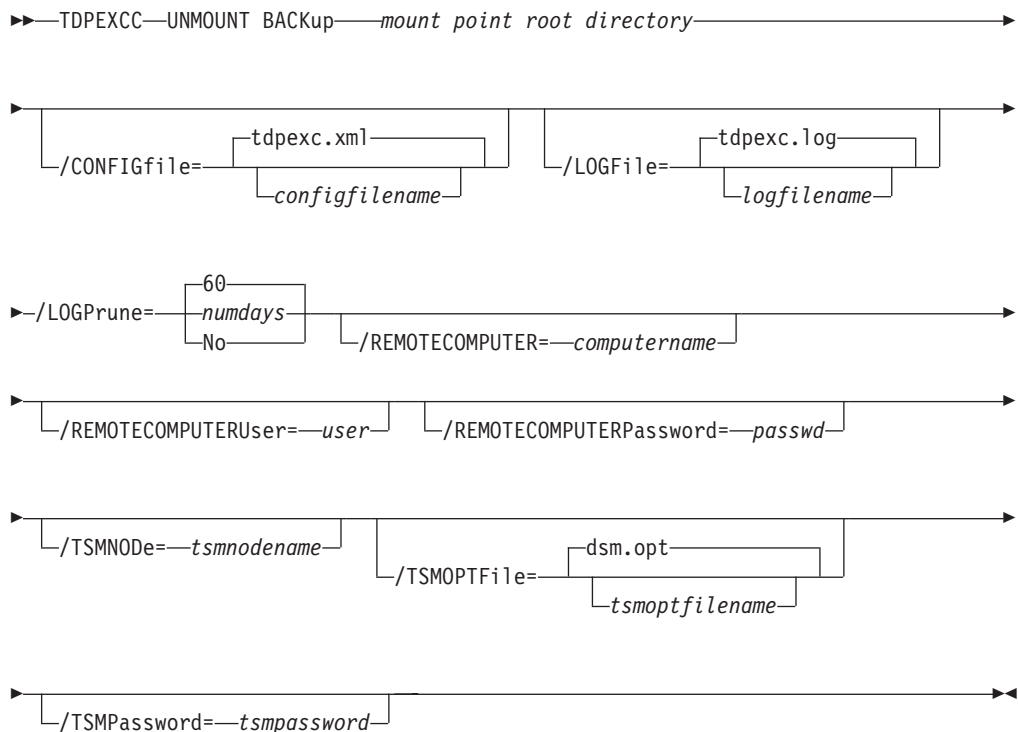 TDPEXCC UNMOUNT BACKup mount point root directory
tdpexc.xml tdpexc.log
/CONFIGfile= /LOGFile=
configfilename logfilename
60
/LOGPrune= numdays
No
/REMOTECOMPUTER= computername
/REMOTECOMPUTERUser= user /REMOTECOMPUTERPassword= passwd
/TSMNODe= tsmnodename dsm.opt
/TSMOPTFile=
tsmoptfilename
/TSMPassword= tsmpassword